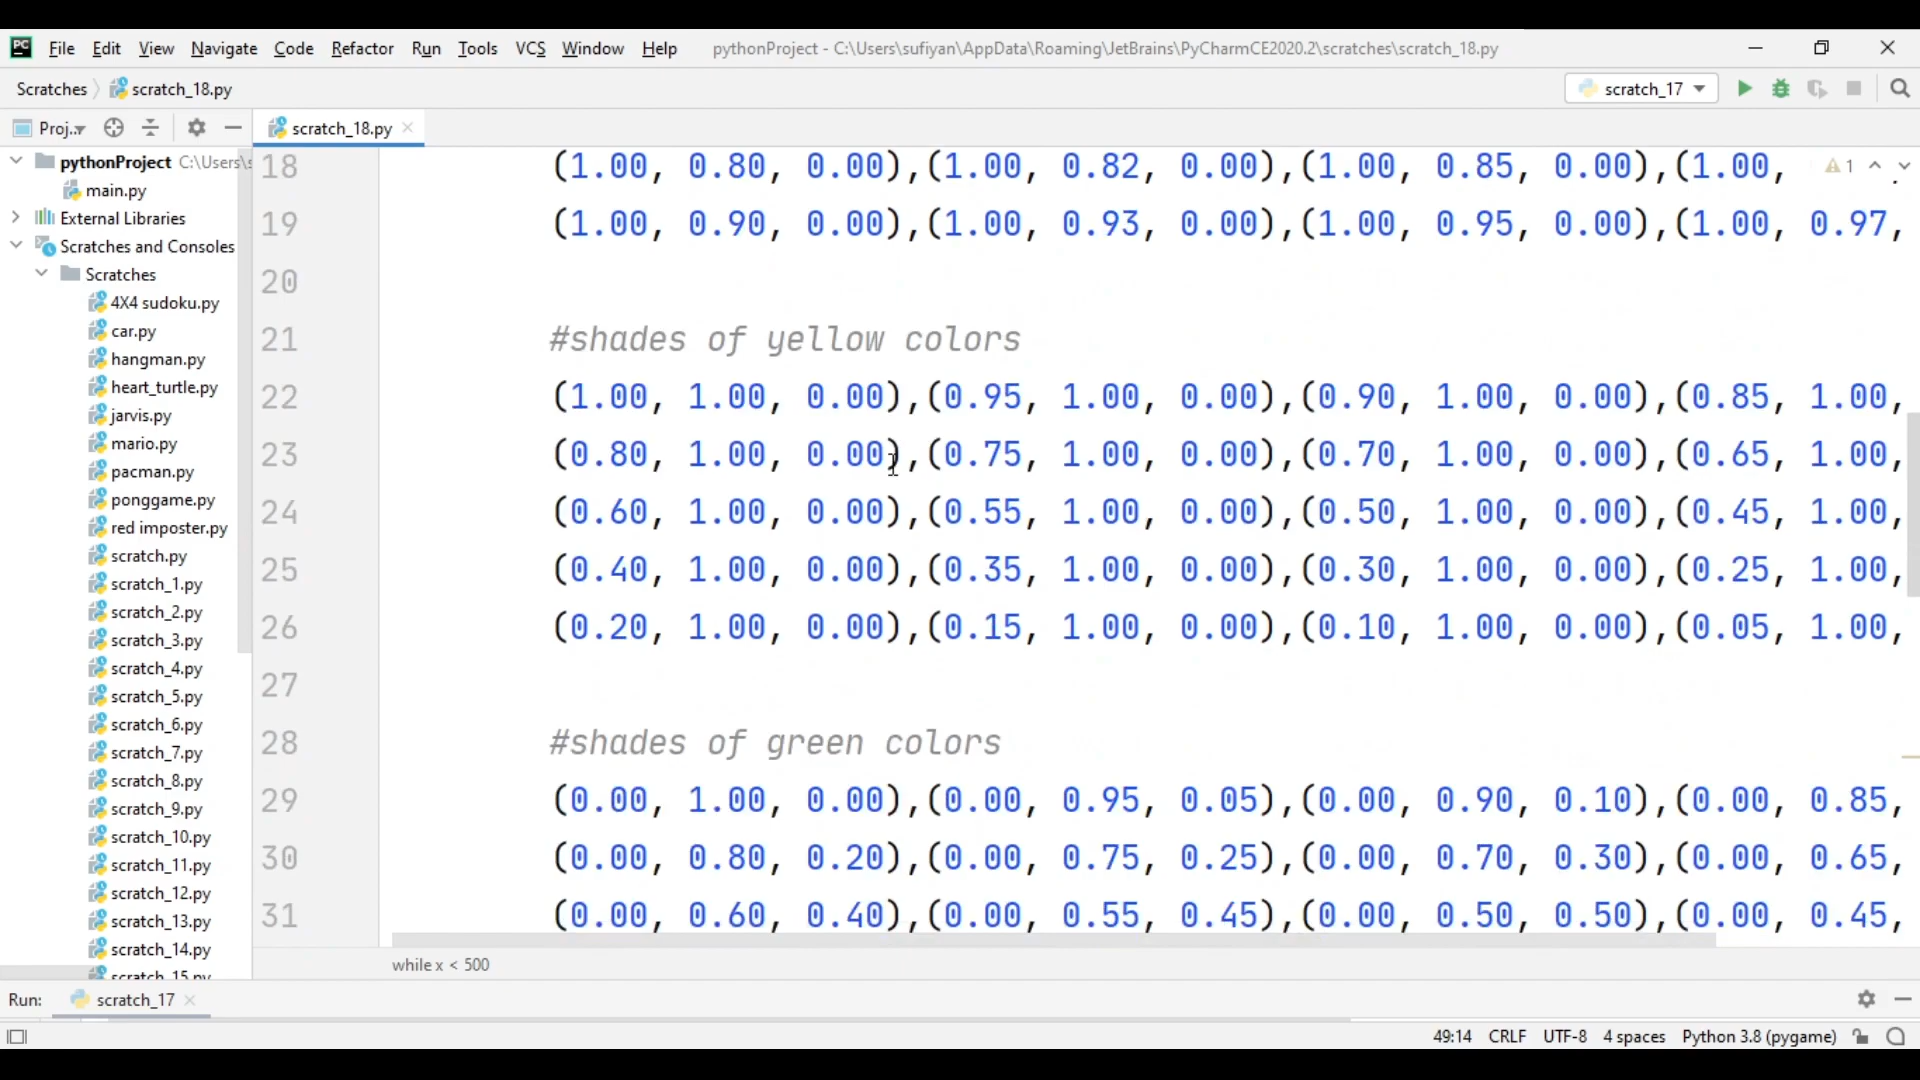 PC File Edit View Navigate Code Refactor Run Tools VCS Window Help pythonProject - C:\Users\sufiyan\AppData\Roaming\JetBrains\PyCharmCE2020.2\scratches\scratch_18.py
Scratches scratch_18.py scratch_17
Proj.. scratch_18.py
pythonProject C:\Users\s
main.py
External Libraries
Scratches and Consoles
Scratches
4X4 sudoku.py
car.py
hangman.py
heart_turtle.py
jarvis.py
mario.py
pacman.py
ponggame.py
red imposter.py
scratch.py
scratch_1.py
scratch_2.py
scratch_3.py
scratch_4.py
scratch_5.py
scratch_6.py
scratch_7.py
scratch_8.py
scratch_9.py
scratch_10.py
scratch_11.py
scratch_12.py
scratch_13.py
scratch_14.py
scratch_15.py
18 (1.00, 0.80, 0.00),(1.00, 0.82, 0.00),(1.00, 0.85, 0.00),(1.00, 1
19 (1.00, 0.90, 0.00),(1.00, 0.93, 0.00),(1.00, 0.95, 0.00),(1.00, 0.97,
20
21 #shades of yellow colors
22 (1.00, 1.00, 0.00),(0.95, 1.00, 0.00),(0.90, 1.00, 0.00),(0.85, 1.00,
23 (0.80, 1.00, 0.00),(0.75, 1.00, 0.00),(0.70, 1.00, 0.00),(0.65, 1.00,
24 (0.60, 1.00, 0.00),(0.55, 1.00, 0.00),(0.50, 1.00, 0.00),(0.45, 1.00,
25 (0.40, 1.00, 0.00),(0.35, 1.00, 0.00),(0.30, 1.00, 0.00),(0.25, 1.00,
26 (0.20, 1.00, 0.00),(0.15, 1.00, 0.00),(0.10, 1.00, 0.00),(0.05, 1.00,
27
28 #shades of green colors
29 (0.00, 1.00, 0.00),(0.00, 0.95, 0.05),(0.00, 0.90, 0.10),(0.00, 0.85,
30 (0.00, 0.80, 0.20),(0.00, 0.75, 0.25),(0.00, 0.70, 0.30),(0.00, 0.65,
31 (0.00, 0.60, 0.40),(0.00, 0.55, 0.45),(0.00, 0.50, 0.50),(0.00, 0.45,
while x < 500
Run: scratch_17
49:14 CRLF UTF-8 4 spaces Python 3.8 (pygame)